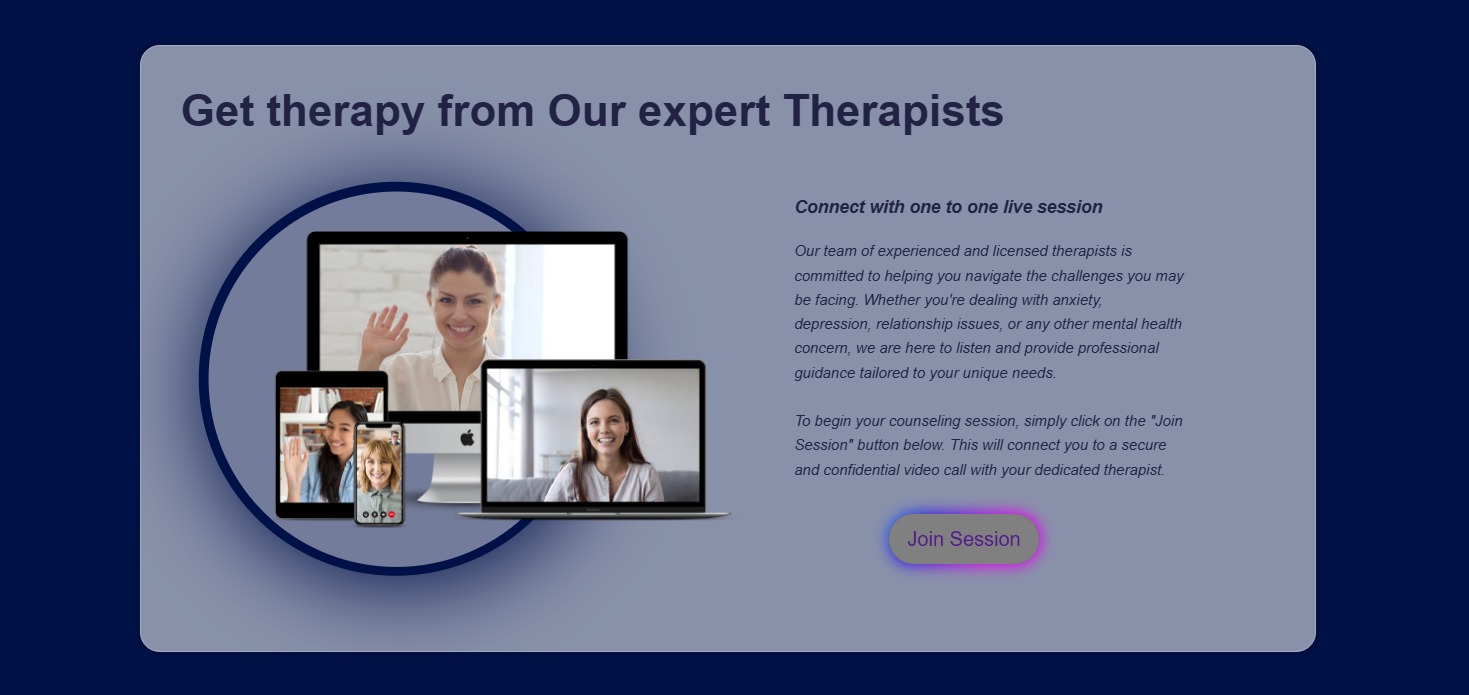 Get therapy from Our expert Therapists
Connect with one to one live session
Our team of experienced and licensed therapists is
committed to helping you navigate the challenges you may
be facing. Whether you're dealing with anxiety,
depression, relationship issues, or any other mental health
concern, we are here to listen and provide professional
guidance tailored to your unique needs.
To begin your counseling session, simply click on the "Join
Session" button below. This will connect you to a secure
and confidential video call with your dedicated therapist.
Join Session